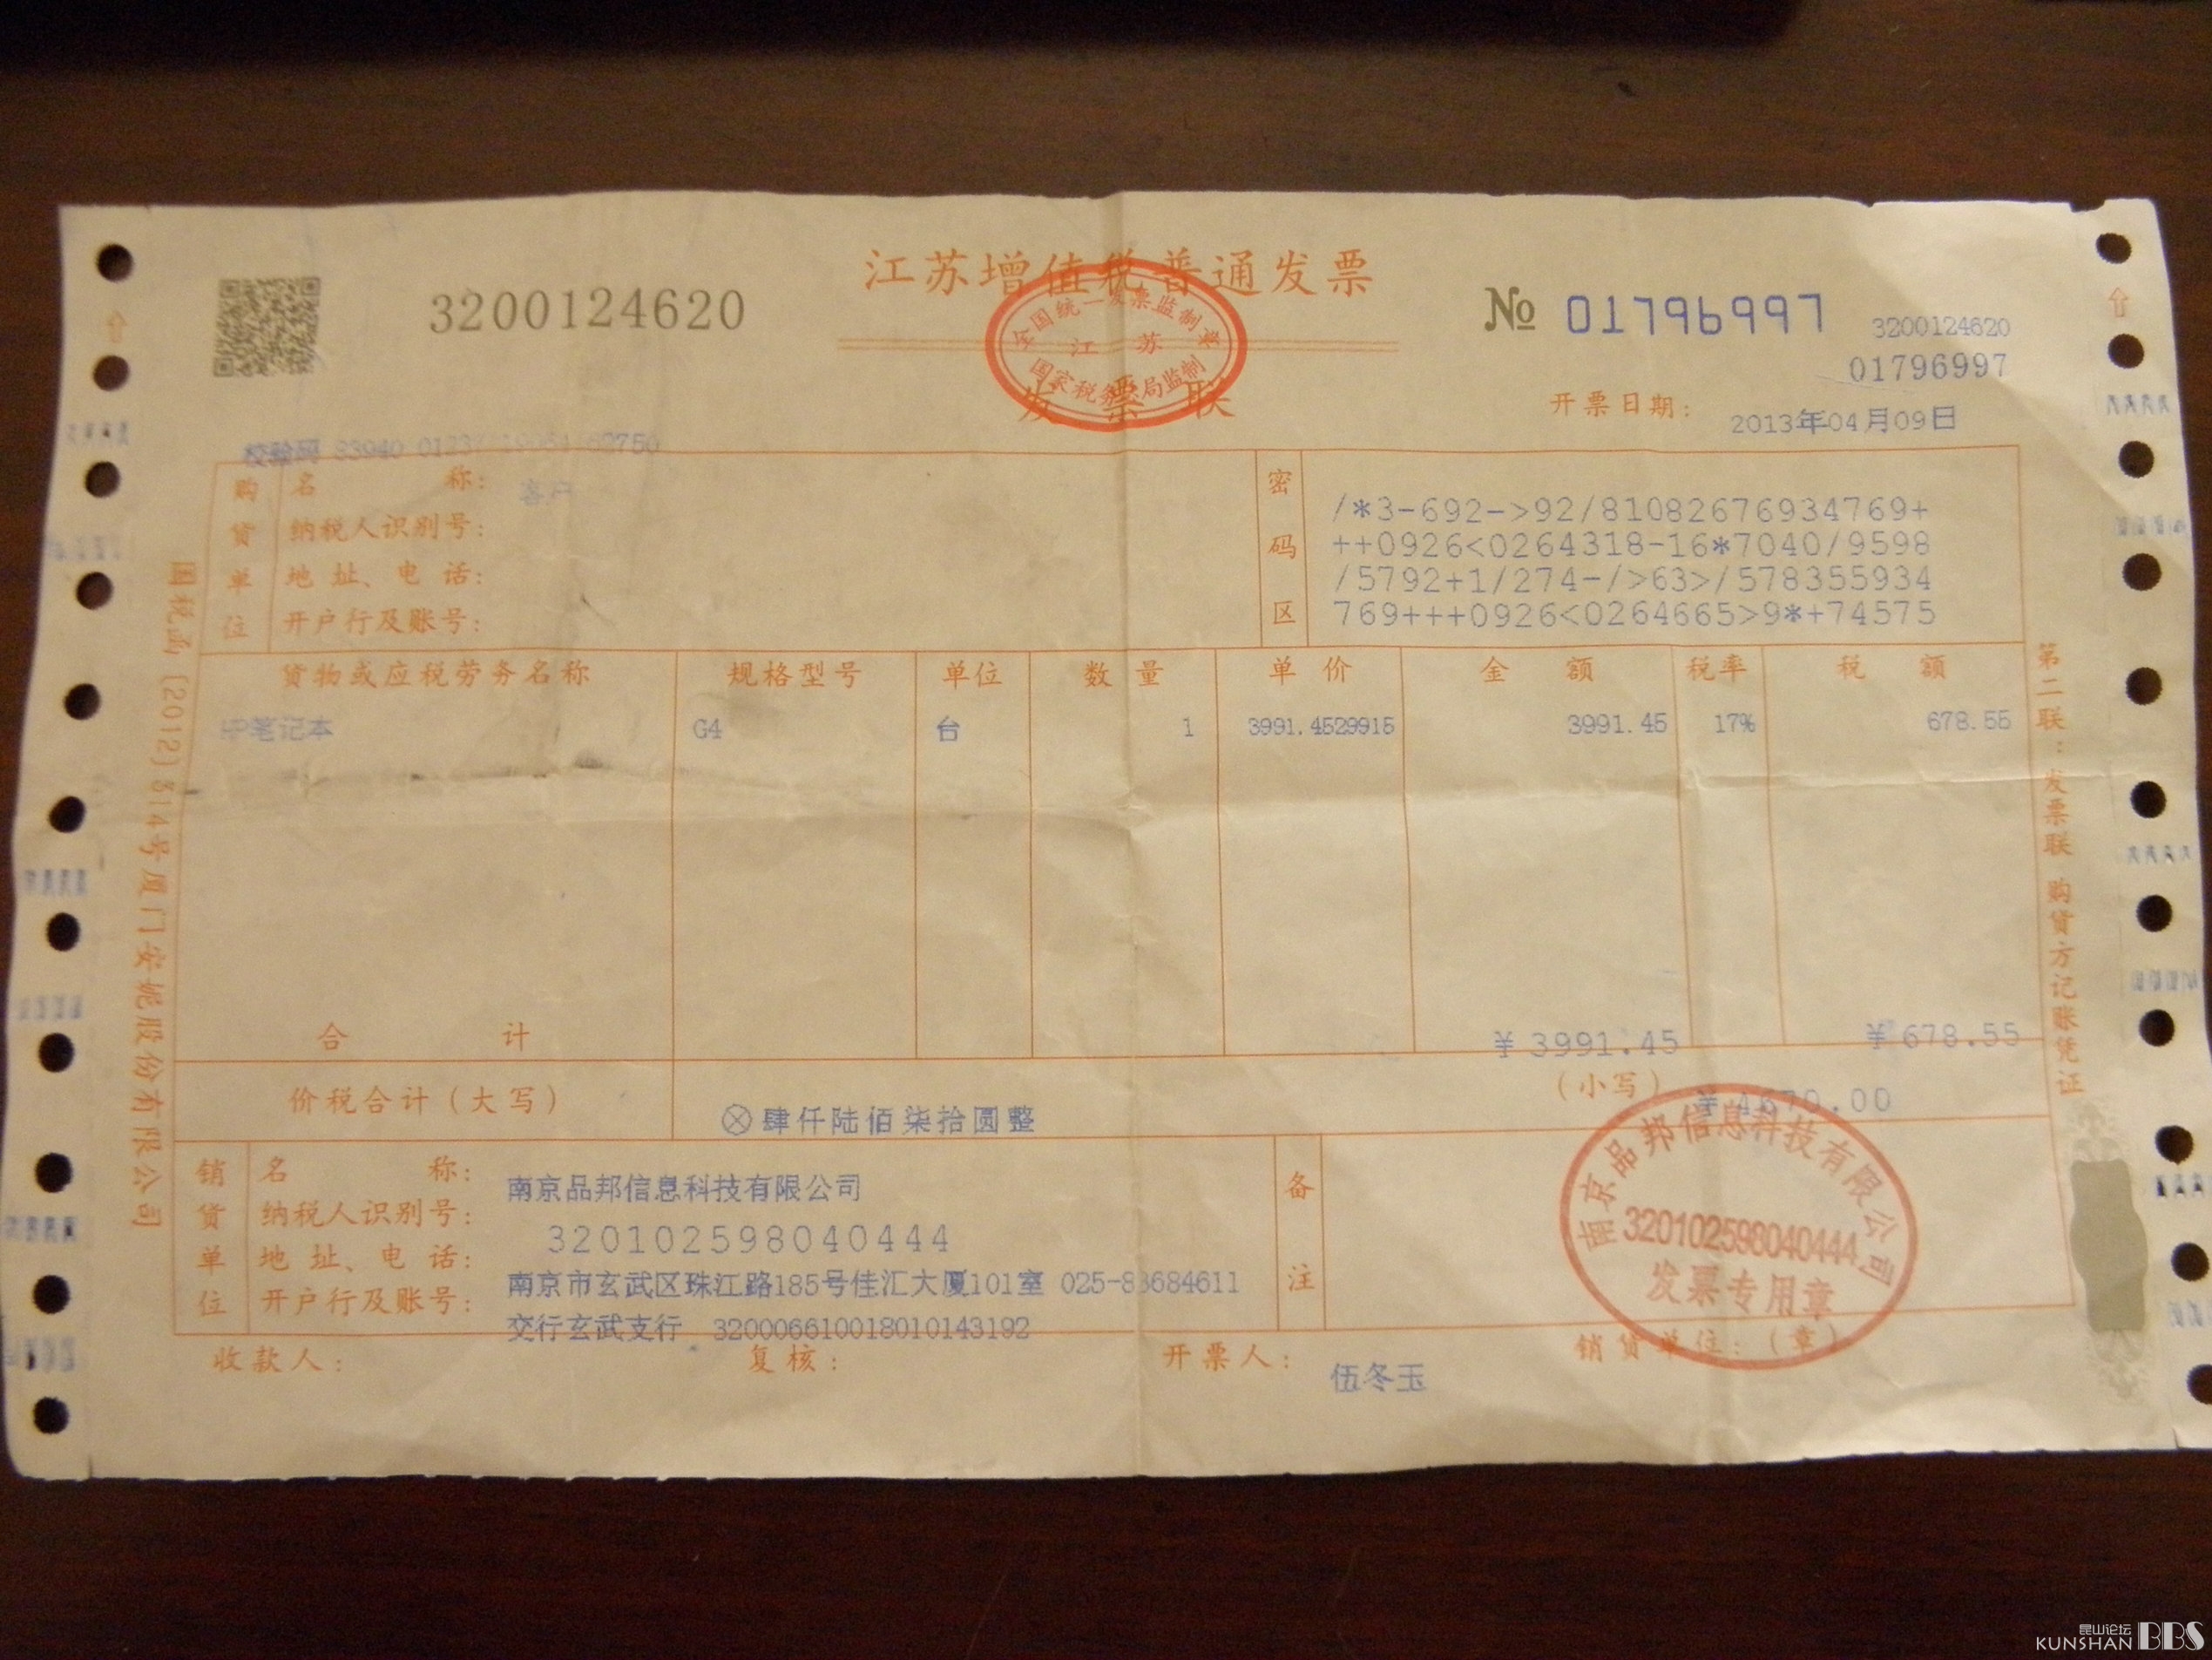 江苏增值税普通发票
3200124620
№ 01796997
3200124620
01796997
全国统一发票监制章
江 苏
国家税务局监制
发票联
开票日期: 2013年04月09日
校验码 83940
购货单位
名 称: 客户
纳税人识别号:
地 址、电 话:
开户行及账号:
密码区
/*3-692->92/81082676934769+
++0926<0264318-16*7040/9598
/5792+1/274-/>63>/578355934
769+++0926<0264665>9*+74575
货物或应税劳务名称 规格型号 单位 数 量 单 价 金 额 税率 税 额
HP笔记本 G4 台 1 3991.4529915 3991.45 17% 678.55
合 计 ¥3991.45 ¥678.55
价税合计(大写) ⊗肆仟陆佰柒拾圆整 (小写) ¥4670.00
销货单位
名 称: 南京品邦信息科技有限公司
纳税人识别号: 320102598040444
地 址、电 话: 南京市玄武区珠江路185号佳汇大厦101室 025-83684611
开户行及账号: 交行玄武支行 320006610018010143192
备注
南京品邦信息科技有限公司
320102598040444
发票专用章
收款人: 复核: 开票人: 伍冬玉 销货单位:(章)
国税函(2012)514号厦门安妮股份有限公司
第二联:发票联 购货方记账凭证
昆山论坛
KUNSHAN BBS